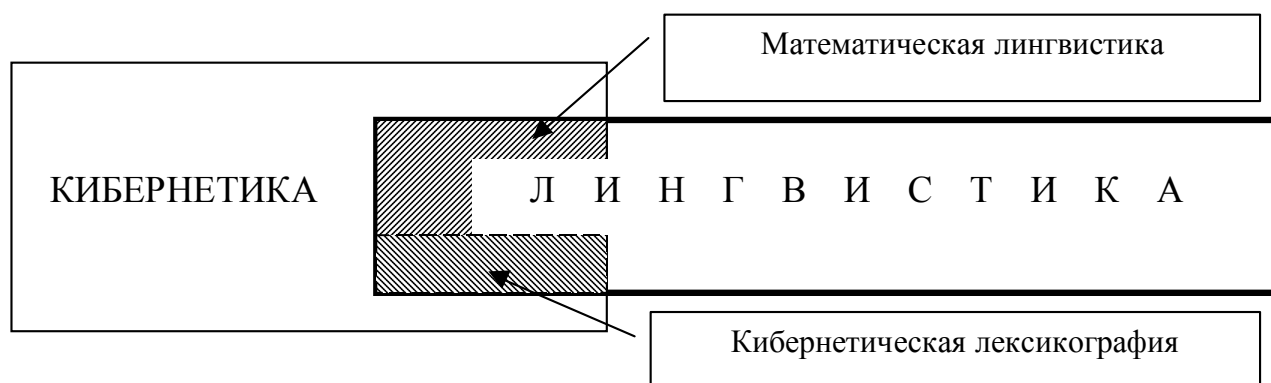 Математическая лингвистика
КИБЕРНЕТИКА
Л И Н Г В И С Т И К А
Кибернетическая лексикография